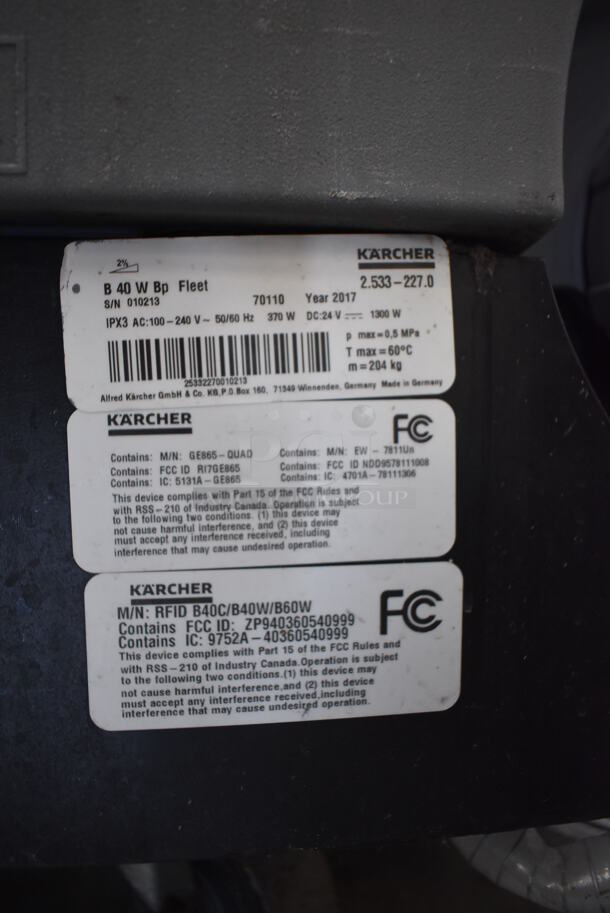 2%
KÄRCHER
B 40 W Bp Fleet
2.533-227.0
S/N 010213 70110 Year 2017
IPX3 AC:100-240 V~ 50/60 Hz 370 W DC:24 V 1300 W
p max=0,5 MPa
T max=60°C
m=204 kg
25332270010213
Alfred Kärcher GmbH & Co. KG,P.O.Box 160, 71349 Winnenden, Germany Made in Germany
KÄRCHER
FC
Contains: M/N: GE865-QUAD Contains: M/N: EW-7811Un
Contains: FCC ID RI7GE865 Contains: FCC ID NDD9578111008
Contains: IC: 5131A-GE865 Contains: IC: 4701A-78111306
This device complies with Part 15 of the FCC Rules and
with RSS-210 of Industry Canada. Operation is subject
to the following two conditions. (1) this device may
not cause harmful interference, and (2) this device
must accept any interference received, including
interference that may cause undesired operation.
GROUP
KÄRCHER
FC
M/N: RFID B40C/B40W/B60W
Contains FCC ID: ZP940360540999
Contains IC: 9752A-40360540999
This device complies with Part 15 of the FCC Rules and
with RSS-210 of Industry Canada.Operation is subject
to the following two conditions.(1) this device may
not cause harmful interference,and (2) this device
must accept any interference received,including
interference that may cause undesired operation.